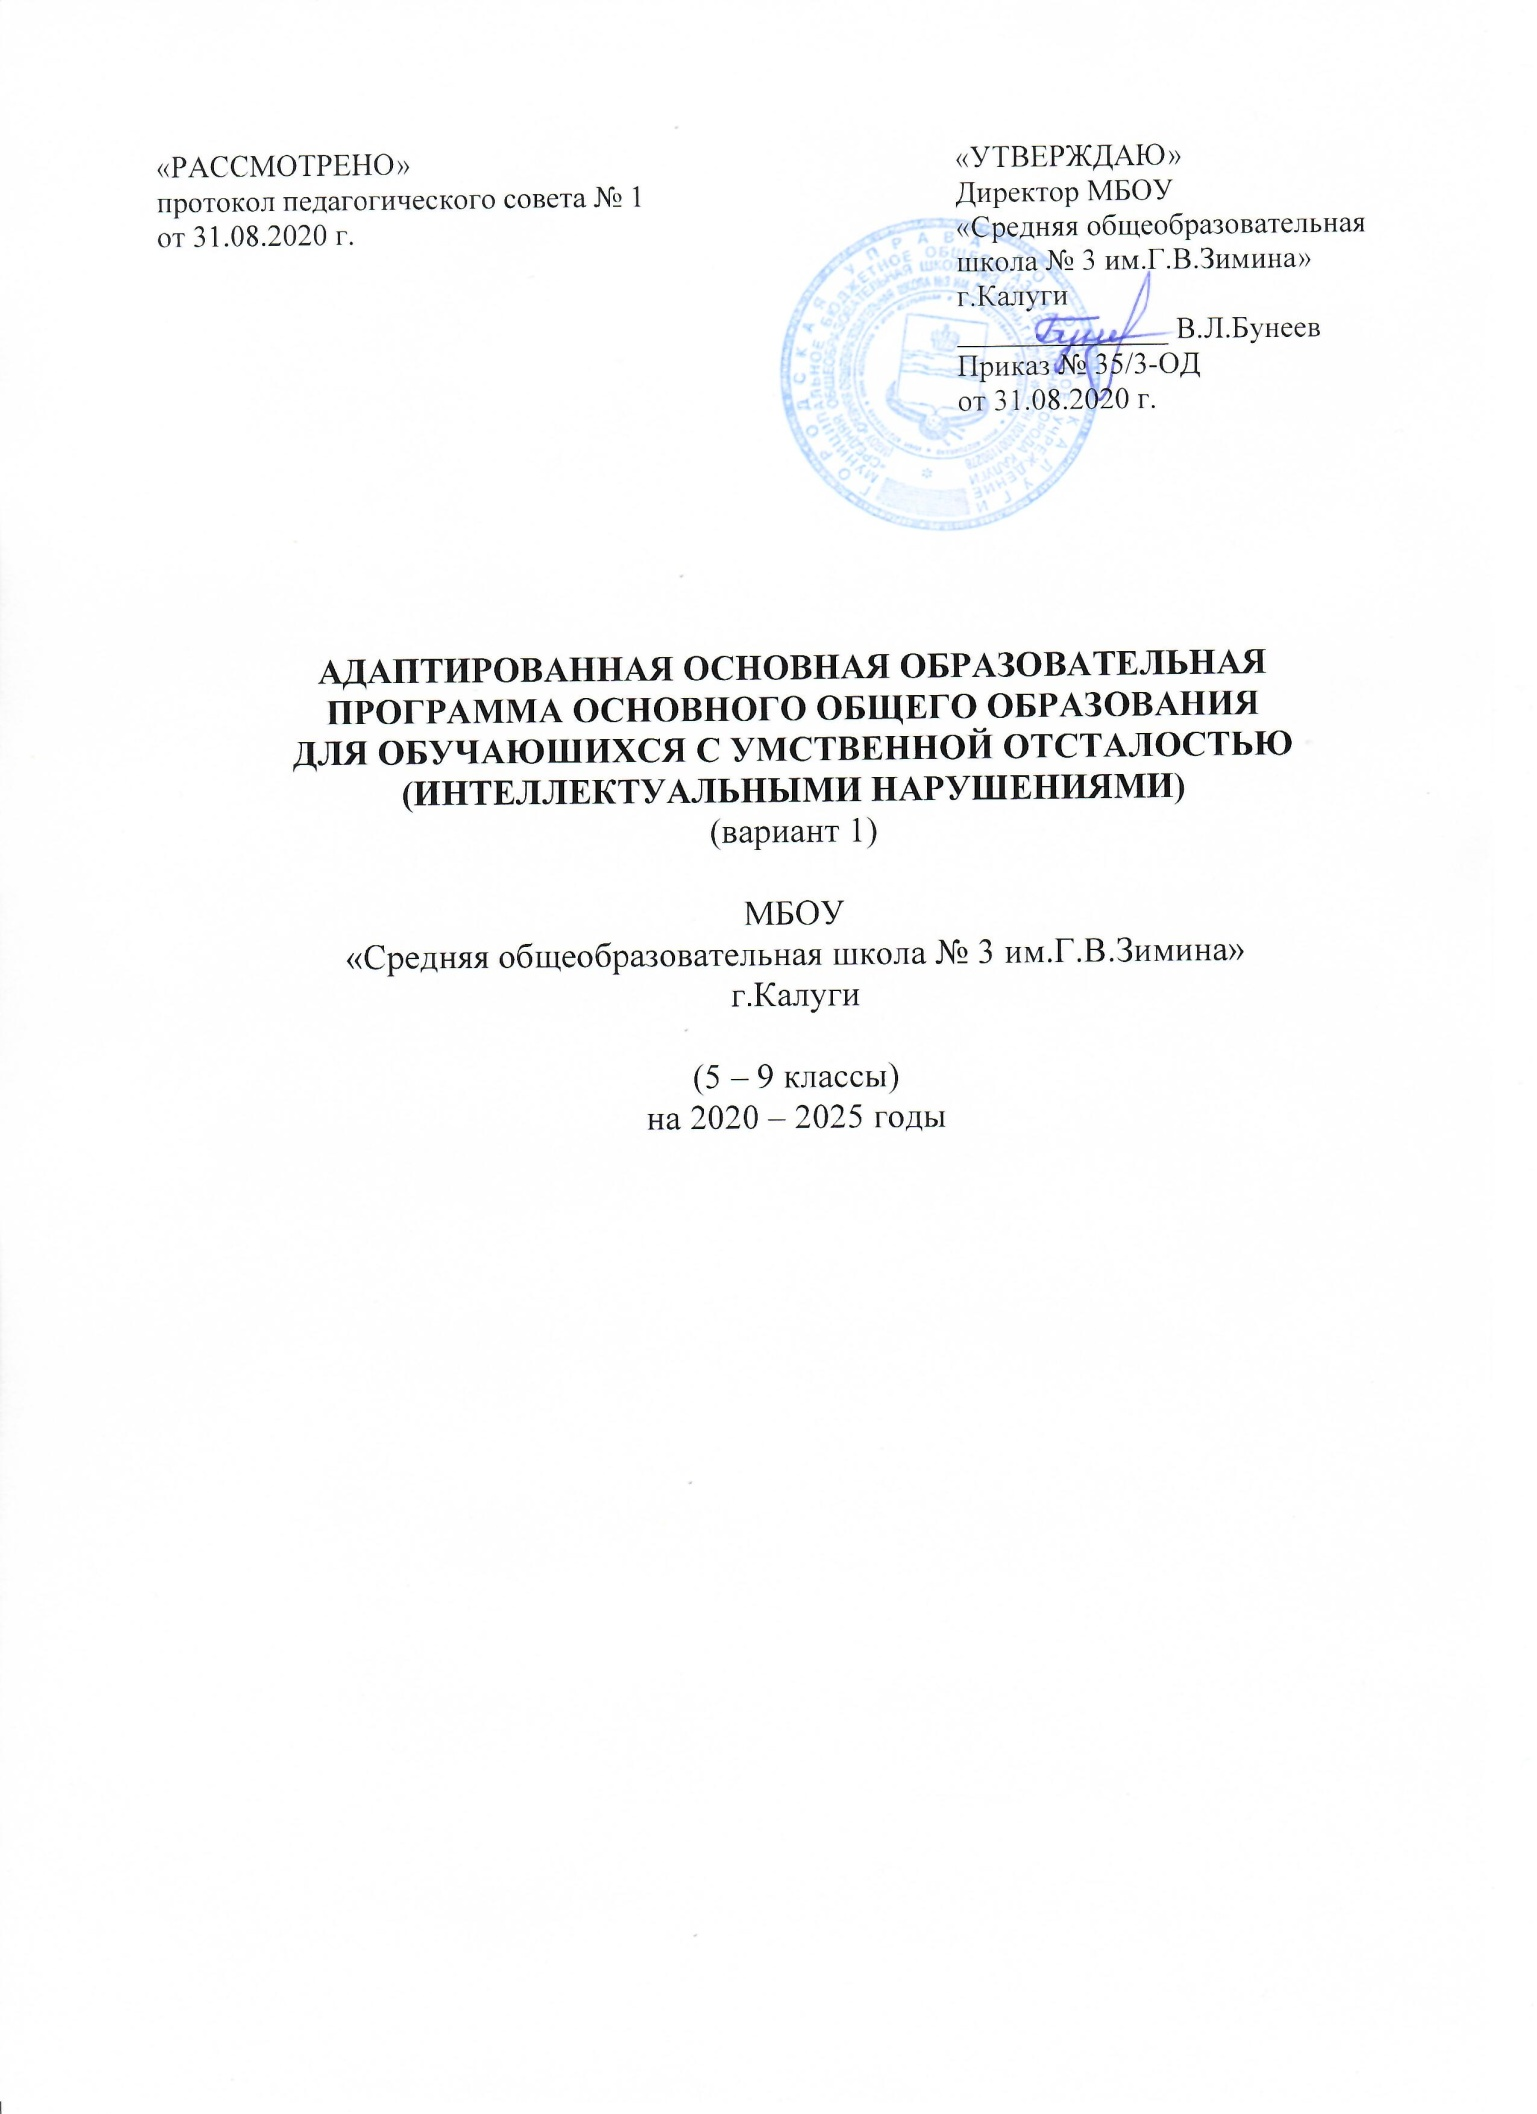 «РАССМОТРЕНО»
протокол педагогического совета № 1
от 31.08.2020 г.
«УТВЕРЖДАЮ»
Директор МБОУ
«Средняя общеобразовательная
школа № 3 им.Г.В.Зимина»
г.Калуги
В.Л.Бунеев
Приказ № 35/3-ОД
от 31.08.2020 г.
ГОРОДСКАЯ УПРАВА
АДАПТИРОВАННАЯ ОСНОВНАЯ ОБРАЗОВАТЕЛЬНАЯ
ПРОГРАММА ОСНОВНОГО ОБЩЕГО ОБРАЗОВАНИЯ
ДЛЯ ОБУЧАЮШИХСЯ С УМСТВЕННОЙ ОТСТАЛОСТЬЮ
(ИНТЕЛЛЕКТУАЛЬНЫМИ НАРУШЕНИЯМИ)
(вариант 1)
МБОУ
«Средняя общеобразовательная школа № 3 им.Г.В.Зимина»
г.Калуги
(5 – 9 классы)
на 2020 – 2025 годы